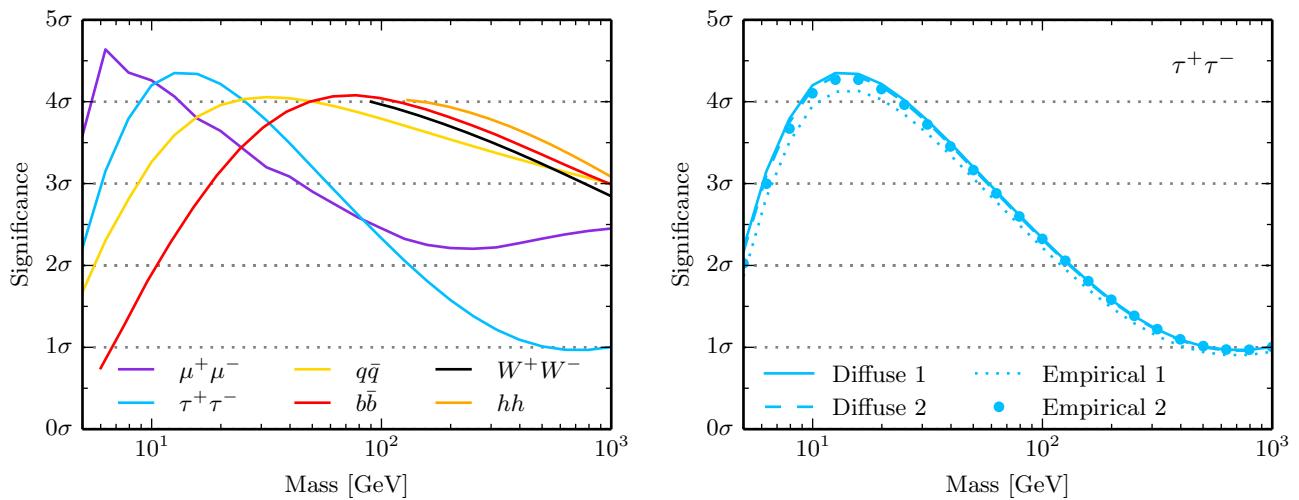 5σ
4σ
3σ
2σ
1σ
0σ
Significance
μ⁺μ⁻
τ⁺τ⁻
qq̄
bb̄
W⁺W⁻
hh
10¹
10²
10³
Mass [GeV]
5σ
4σ
3σ
2σ
1σ
0σ
Significance
τ⁺τ⁻
Diffuse 1
Diffuse 2
Empirical 1
Empirical 2
10¹
10²
10³
Mass [GeV]